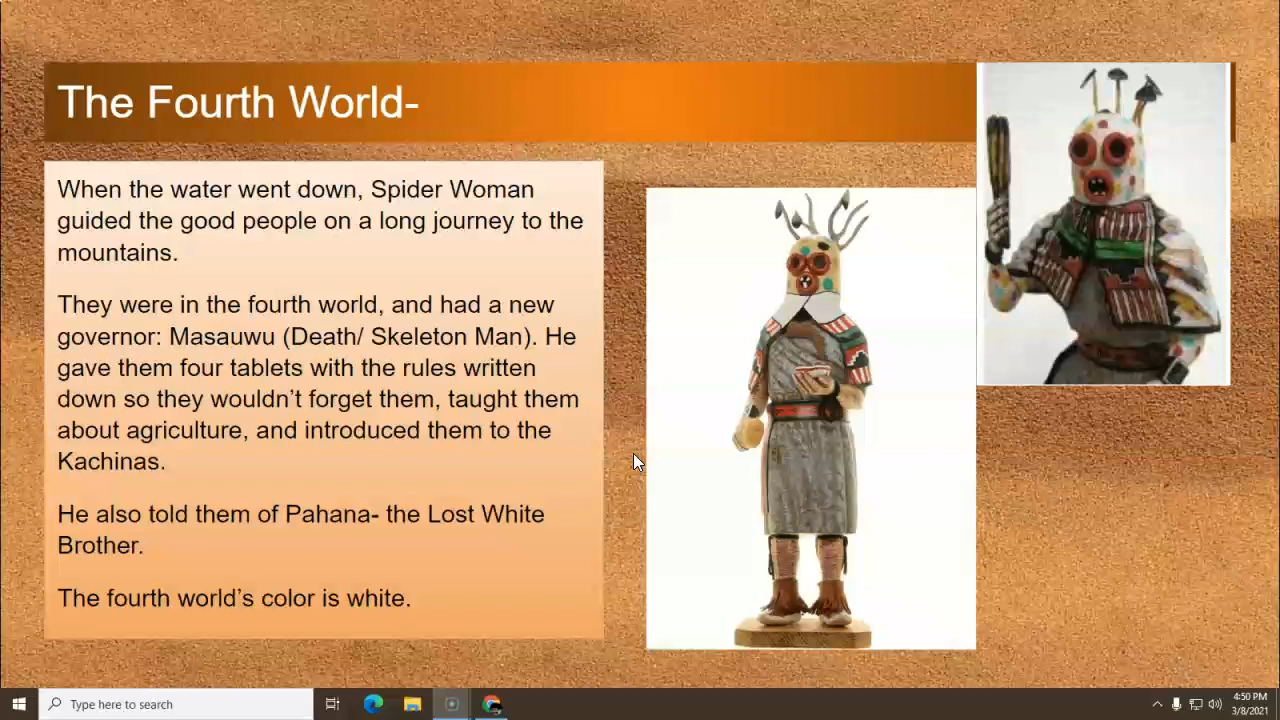 The Fourth World-
When the water went down, Spider Woman
guided the good people on a long journey to the
mountains.
They were in the fourth world, and had a new
governor: Masauwu (Death/ Skeleton Man). He
gave them four tablets with the rules written
down so they wouldn’t forget them, taught them
about agriculture, and introduced them to the
Kachinas.
He also told them of Pahana- the Lost White
Brother.
The fourth world’s color is white.
Type here to search
4:50 PM
3/8/2021